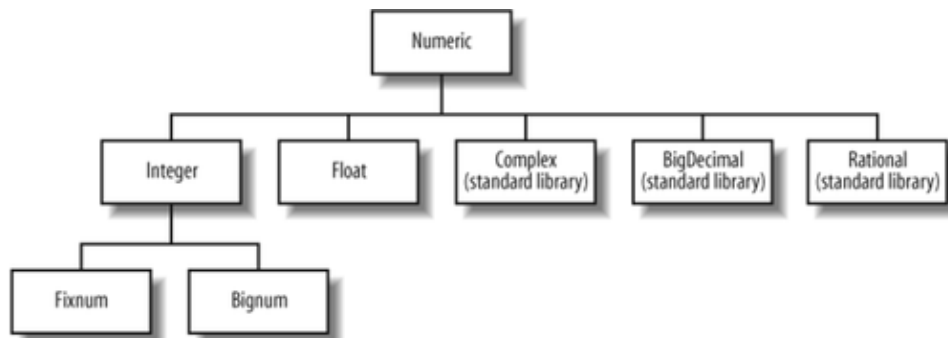 Numeric
Integer
Float
Complex
(standard library)
BigDecimal
(standard library)
Rational
(standard library)
Fixnum
Bignum